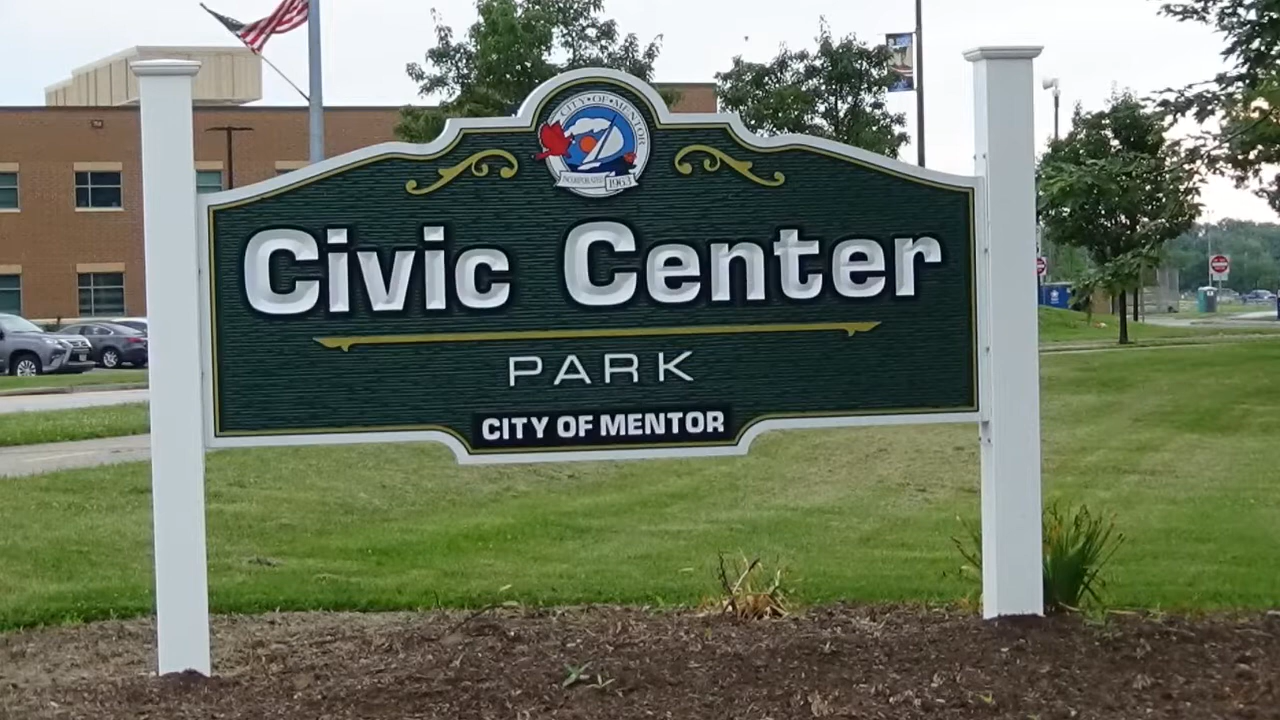 CITY•OF•MENTOR
INCORPORATED
1963
Civic Center
PARK
CITY OF MENTOR